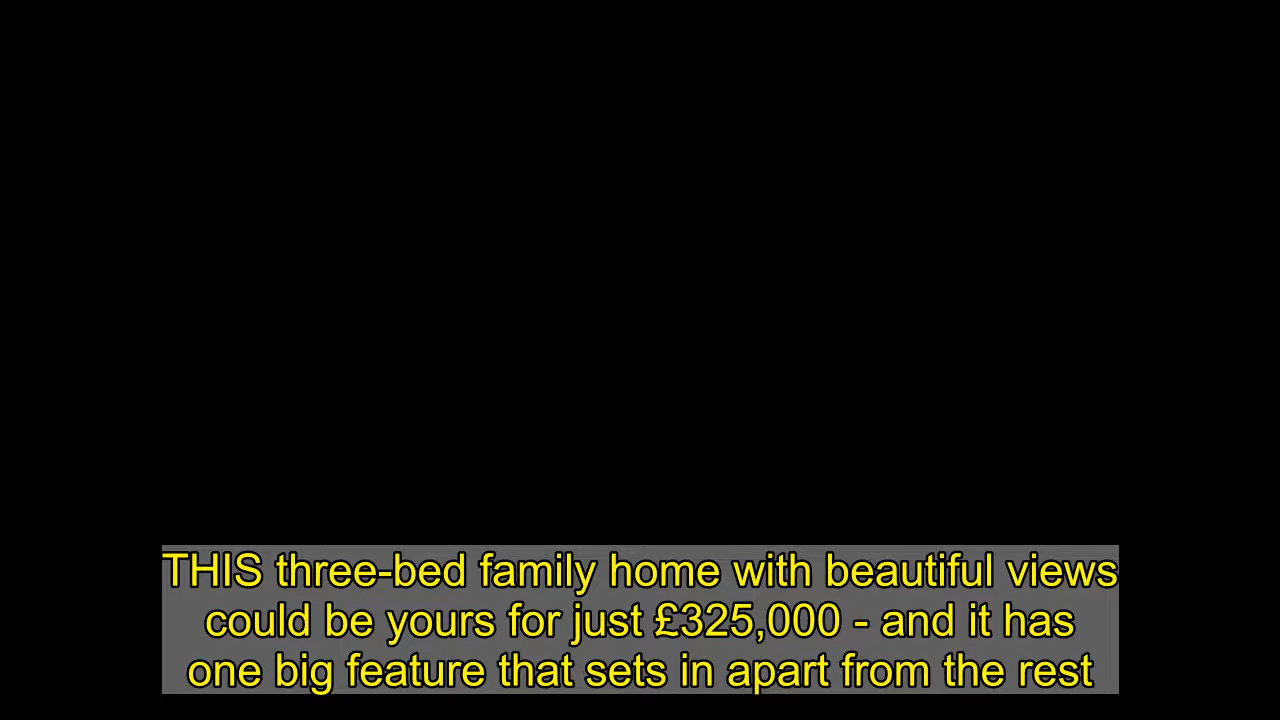 THIS three-bed family home with beautiful views
could be yours for just £325,000 - and it has
one big feature that sets in apart from the rest